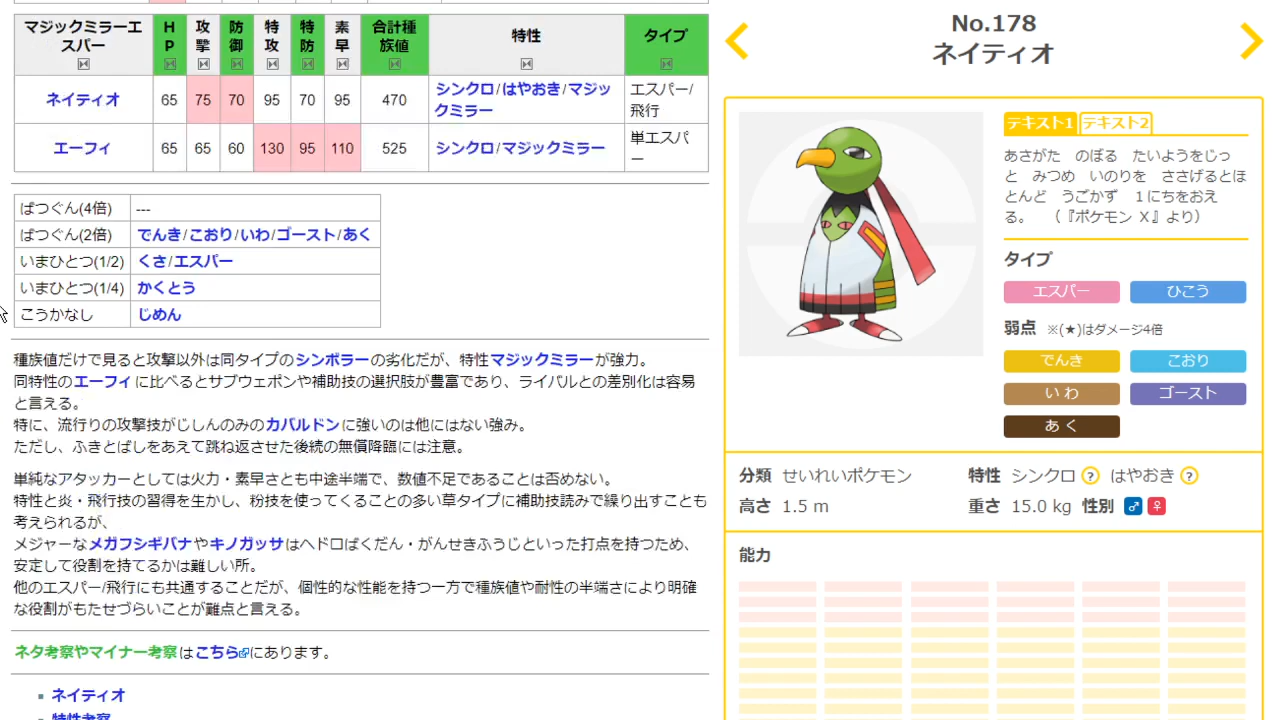 マジックミラーエスパー HP 攻撃 防御 特攻 特防 素早 合計種族値 特性 タイプ
ネイティオ 65 75 70 95 70 95 470 シンクロ/はやおき/マジックミラー エスパー/飛行
エーフィ 65 65 60 130 95 110 525 シンクロ/マジックミラー 単エスパー
ばつぐん(4倍) ---
ばつぐん(2倍) でんき/こおり/いわ/ゴースト/あく
いまひとつ(1/2) くさ/エスパー
いまひとつ(1/4) かくとう
こうかなし じめん
種族値だけで見ると攻撃以外は同タイプのシンボラーの劣化だが、特性マジックミラーが強力。
同特性のエーフィに比べるとサブウェポンや補助技の選択肢が豊富であり、ライバルとの差別化は容易
と言える。
特に、流行りの攻撃技がじしんのみのカバルドンに強いのは他にはない強み。
ただし、ふきとばしをあえて跳ね返させた後続の無償降臨には注意。
単純なアタッカーとしては火力・素早さとも中途半端で、数値不足であることは否めない。
特性と炎・飛行技の習得を生かし、粉技を使ってくることの多い草タイプに補助技読みで繰り出すことも
考えられるが、
メジャーなメガフシギバナやキノガッサはヘドロばくだん・がんせきふうじといった打点を持つため、
安定して役割を持てるかは難しい所。
他のエスパー/飛行にも共通することだが、個性的な性能を持つ一方で種族値や耐性の半端さにより明確
な役割がもたせづらいことが難点と言える。
ネタ考察やマイナー考察はこちらにあります。
ネイティオ
特性考察
No.178
ネイティオ
テキスト1 テキスト2
あさがた のぼる たいようをじっ
と みつめ いのりを ささげるとほ
とんど うごかず 1にちをおえ
る。 (『ポケモン X』より)
タイプ
エスパー ひこう
弱点 ※(★)はダメージ4倍
でんき こおり
いわ ゴースト
あく
分類 せいれいポケモン 特性 シンクロ ? はやおき ?
高さ 1.5 m 重さ 15.0 kg 性別 ♂ ♀
能力